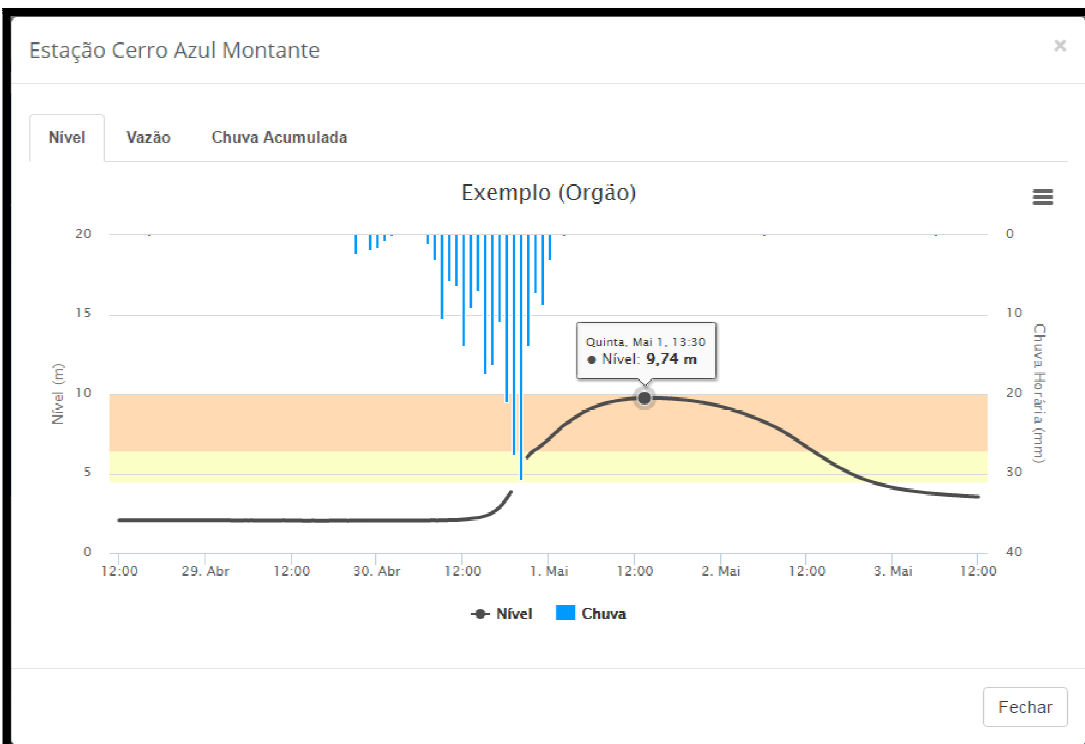 Estação Cerro Azul Montante
×
Nível Vazão Chuva Acumulada
Exemplo (Orgão)
20
15
10
5
0
Nível (m)
0
10
20
30
40
Chuva Horária (mm)
Quinta, Mai 1, 13:30
Nível: 9,74 m
12:00 29. Abr 12:00 30. Abr 12:00 1. Mai 12:00 2. Mai 12:00 3. Mai 12:00
Nível Chuva
Fechar